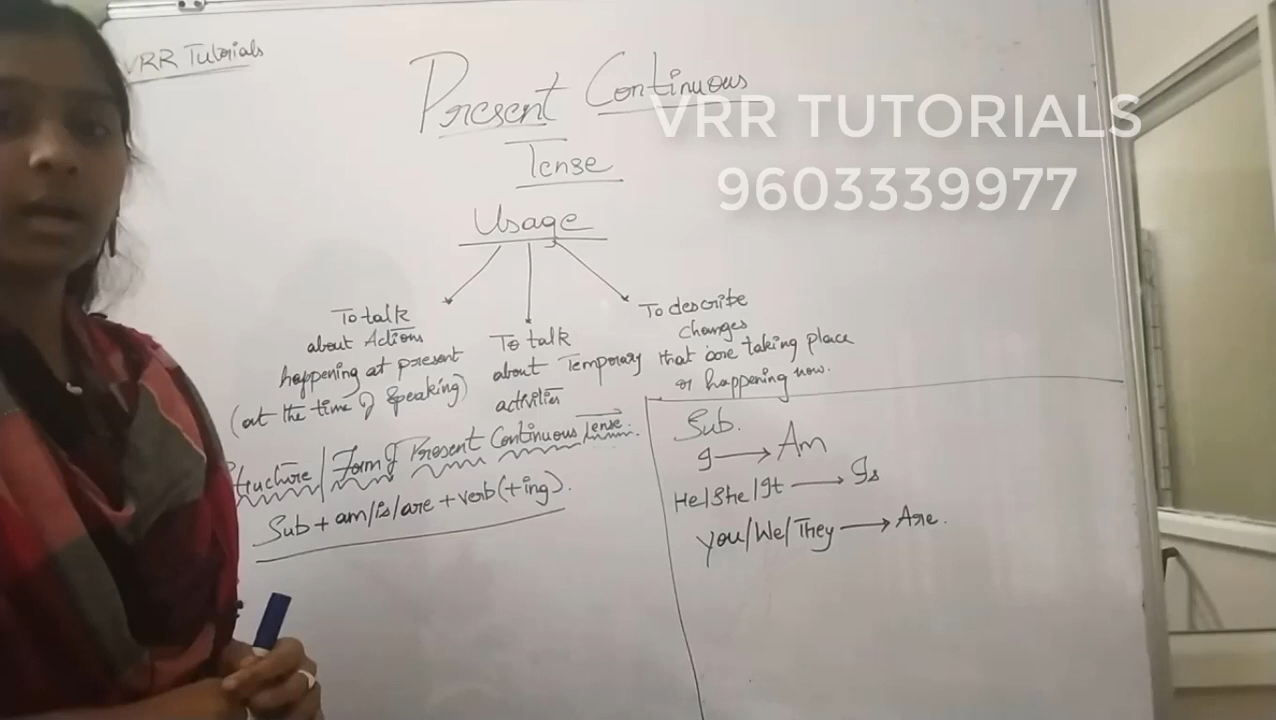 VRR Tutorials
Present Continuous
Tense
VRR TUTORIALS
9603339977
Usage
To talk
about Actions
happening at present
(at the time of speaking)
To talk
about Temporary
activities
To describe
changes
that are taking place
or happening now.
Structure/Form of Present Continuous Tense:
Sub + am/is/are + verb(+ing).
Sub.
I → Am
He/She/It → Is
you/We/They → Are.